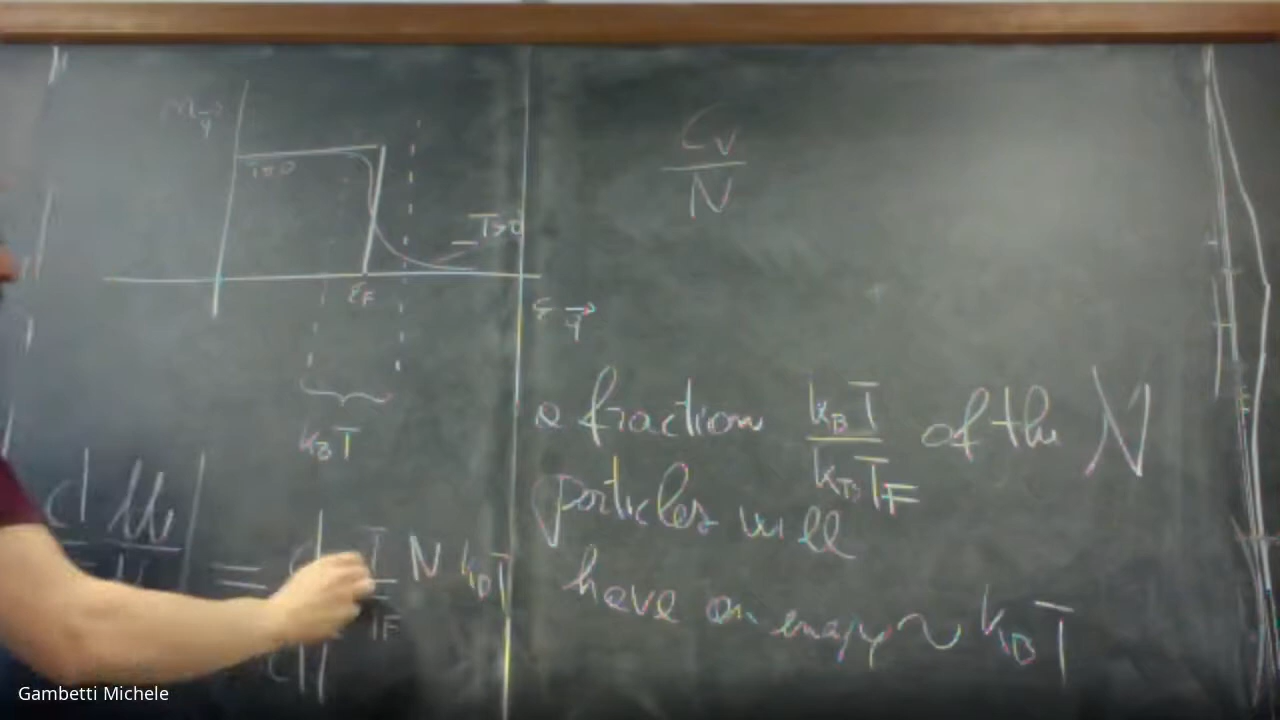 T=0
T>0
ε_F
k_B T
C_V
N
a fraction k_B T / k_B T_F of the N
particles will
have an energy ~ k_B T
= d T / T_F N k_B T
Gambetti Michele